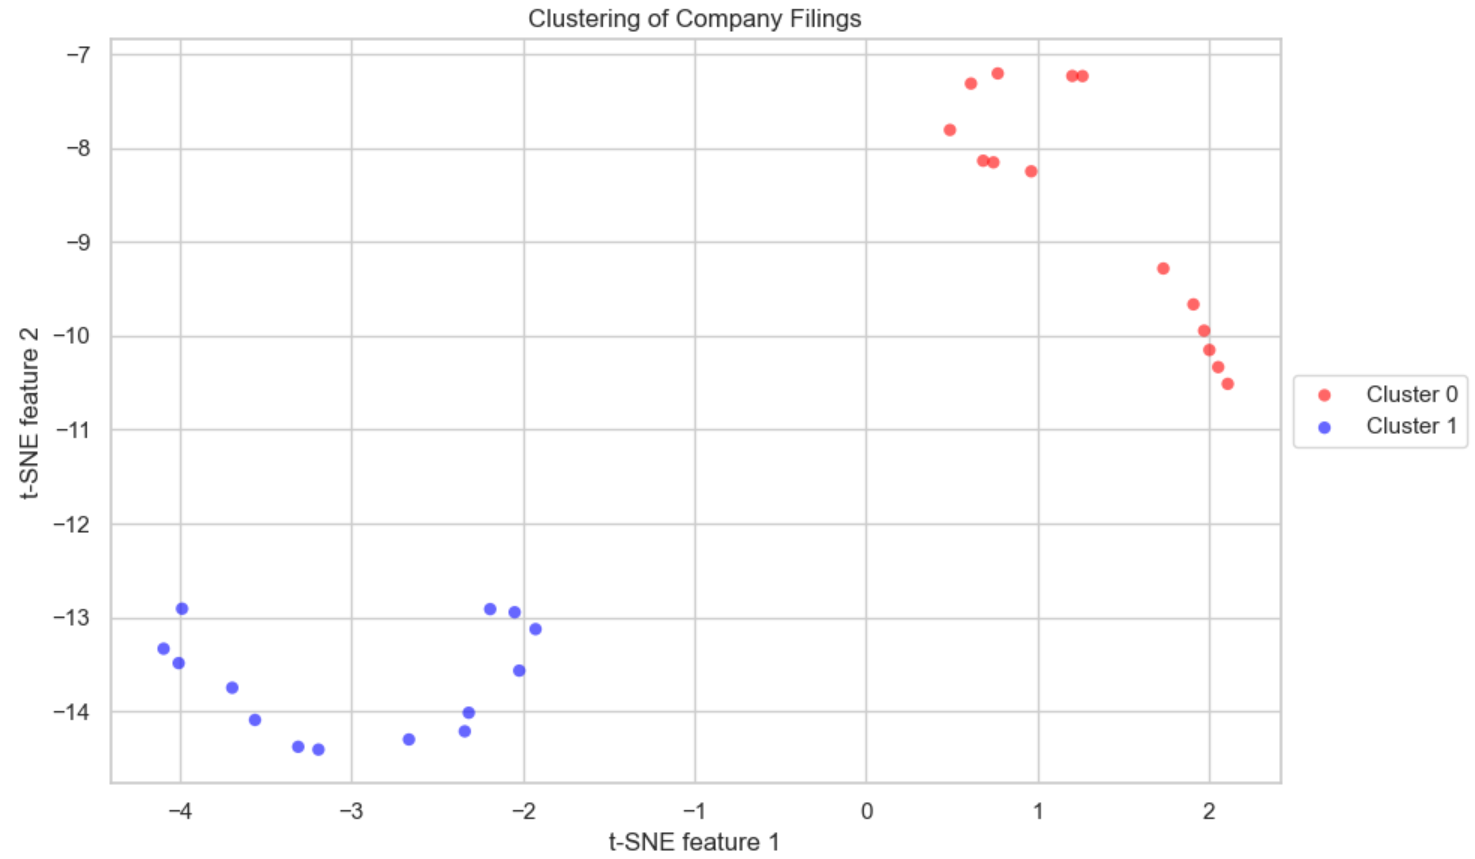 Clustering of Company Filings
−7
−8
−9
−10
−11
−12
−13
−14
t-SNE feature 2
−4 −3 −2 −1 0 1 2
t-SNE feature 1
Cluster 0
Cluster 1